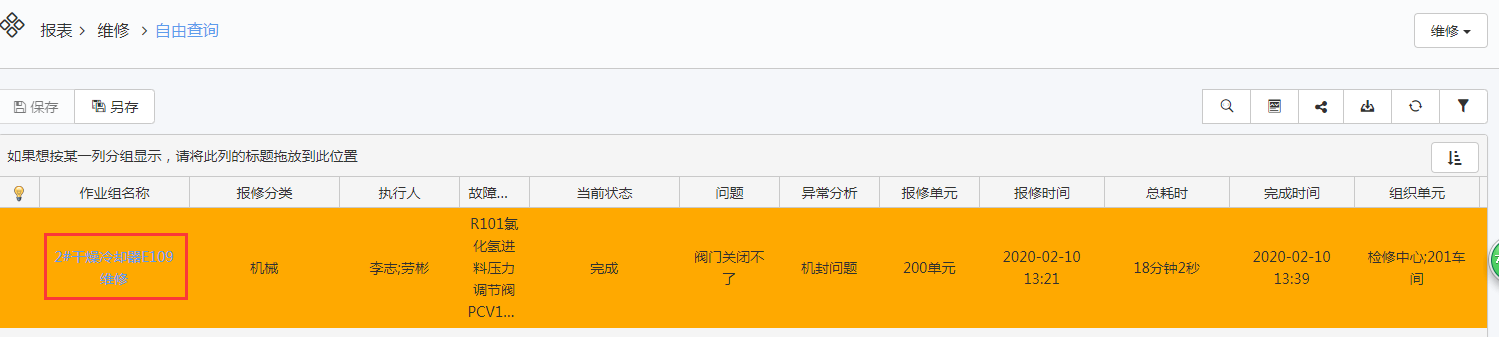 报表 > 维修 > 自由查询
维修
保存 另存
如果想按某一列分组显示，请将此列的标题拖放到此位置
作业组名称 报修分类 执行人 故障... 当前状态 问题 异常分析 报修单元 报修时间 总耗时 完成时间 组织单元
2#干燥冷却器E109
维修
机械
李志;劳彬
R101氯
化氢进
料压力
调节阀
PCV1...
完成
阀门关闭不
了
机封问题
200单元
2020-02-10
13:21
18分钟2秒
2020-02-10
13:39
检修中心;201车
间